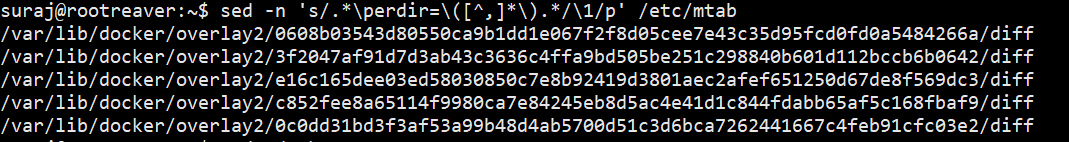 suraj@rootreaver:~$ sed -n 's/.*\perdir=\([^,]*\).*/\1/p' /etc/mtab
/var/lib/docker/overlay2/0608b03543d80550ca9b1dd1e067f2f8d05cee7e43c35d95fcd0fd0a5484266a/diff
/var/lib/docker/overlay2/3f2047af91d7d3ab43c3636c4ffa9bd505be251c298840b601d112bccb6b0642/diff
/var/lib/docker/overlay2/e16c165dee03ed58030850c7e8b92419d3801aec2afef651250d67de8f569dc3/diff
/var/lib/docker/overlay2/c852fee8a65114f9980ca7e84245eb8d5ac4e41d1c844fdabb65af5c168fbaf9/diff
/var/lib/docker/overlay2/0c0dd31bd3f3af53a99b48d4ab5700d51c3d6bca7262441667c4feb91cfc03e2/diff